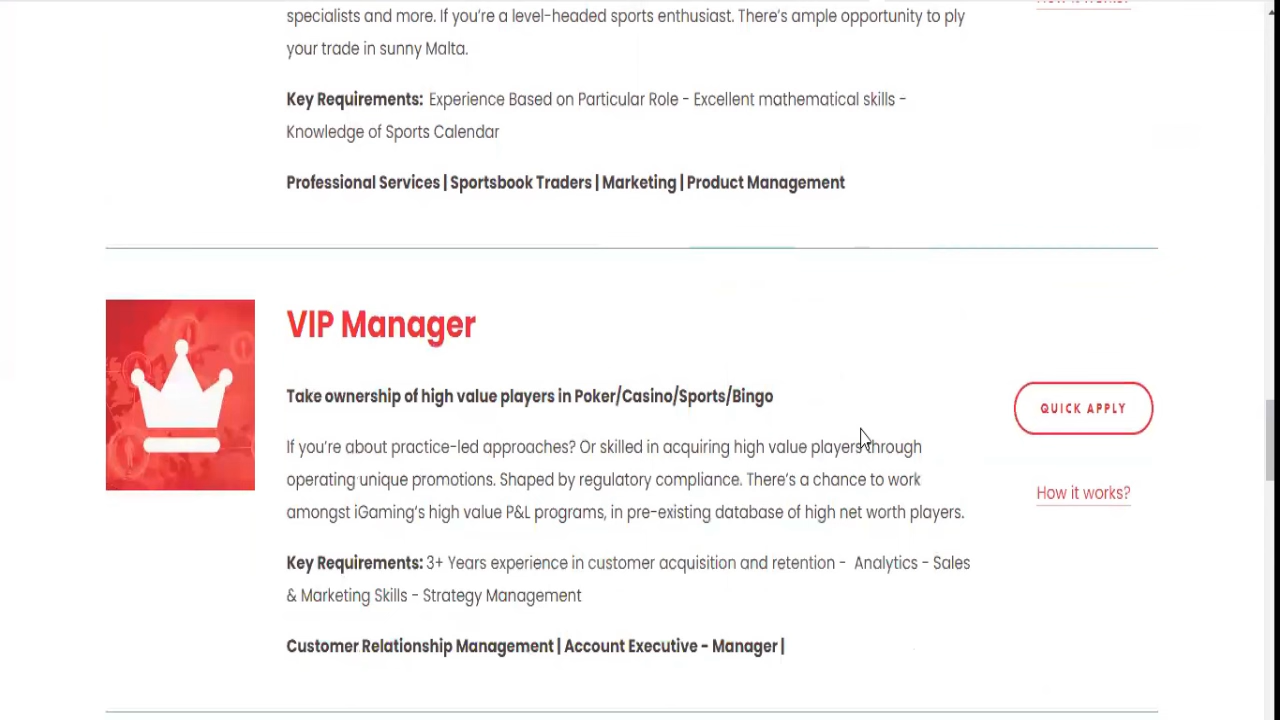 specialists and more. If you're a level-headed sports enthusiast. There's ample opportunity to ply
your trade in sunny Malta.
Key Requirements: Experience Based on Particular Role - Excellent mathematical skills -
Knowledge of Sports Calendar
Professional Services | Sportsbook Traders | Marketing | Product Management
VIP Manager
Take ownership of high value players in Poker/Casino/Sports/Bingo
If you're about practice-led approaches? Or skilled in acquiring high value players through
operating unique promotions. Shaped by regulatory compliance. There's a chance to work
amongst iGaming's high value P&L programs, in pre-existing database of high net worth players.
Key Requirements: 3+ Years experience in customer acquisition and retention - Analytics - Sales
& Marketing Skills - Strategy Management
Customer Relationship Management | Account Executive - Manager |
QUICK APPLY
How it works?